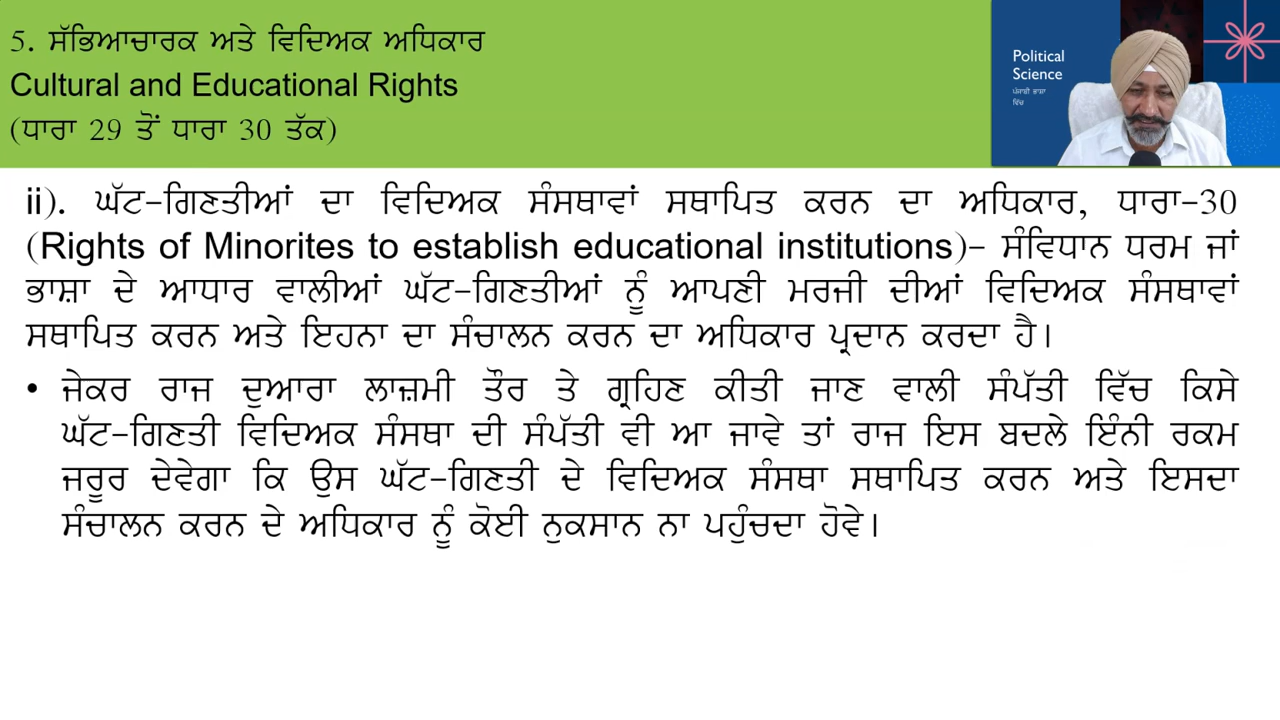 5. ਸੱਭਿਆਚਾਰਕ ਅਤੇ ਵਿਦਿਅਕ ਅਧਿਕਾਰ
Cultural and Educational Rights
(ਧਾਰਾ 29 ਤੋਂ ਧਾਰਾ 30 ਤੱਕ)
Political
Science
ਪੰਜਾਬੀ ਭਾਸ਼ਾ
ਵਿੱਚ
ii). ਘੱਟ-ਗਿਣਤੀਆਂ ਦਾ ਵਿਦਿਅਕ ਸੰਸਥਾਵਾਂ ਸਥਾਪਿਤ ਕਰਨ ਦਾ ਅਧਿਕਾਰ, ਧਾਰਾ-30
(Rights of Minorites to establish educational institutions)- ਸੰਵਿਧਾਨ ਧਰਮ ਜਾਂ
ਭਾਸ਼ਾ ਦੇ ਆਧਾਰ ਵਾਲੀਆਂ ਘੱਟ-ਗਿਣਤੀਆਂ ਨੂੰ ਆਪਣੀ ਮਰਜੀ ਦੀਆਂ ਵਿਦਿਅਕ ਸੰਸਥਾਵਾਂ
ਸਥਾਪਿਤ ਕਰਨ ਅਤੇ ਇਹਨਾ ਦਾ ਸੰਚਾਲਨ ਕਰਨ ਦਾ ਅਧਿਕਾਰ ਪ੍ਰਦਾਨ ਕਰਦਾ ਹੈ।
• ਜੇਕਰ ਰਾਜ ਦੁਆਰਾ ਲਾਜ਼ਮੀ ਤੌਰ ਤੇ ਗ੍ਰਹਿਣ ਕੀਤੀ ਜਾਣ ਵਾਲੀ ਸੰਪੱਤੀ ਵਿੱਚ ਕਿਸੇ
ਘੱਟ-ਗਿਣਤੀ ਵਿਦਿਅਕ ਸੰਸਥਾ ਦੀ ਸੰਪੱਤੀ ਵੀ ਆ ਜਾਵੇ ਤਾਂ ਰਾਜ ਇਸ ਬਦਲੇ ਇੰਨੀ ਰਕਮ
ਜਰੂਰ ਦੇਵੇਗਾ ਕਿ ਉਸ ਘੱਟ-ਗਿਣਤੀ ਦੇ ਵਿਦਿਅਕ ਸੰਸਥਾ ਸਥਾਪਿਤ ਕਰਨ ਅਤੇ ਇਸਦਾ
ਸੰਚਾਲਨ ਕਰਨ ਦੇ ਅਧਿਕਾਰ ਨੂੰ ਕੋਈ ਨੁਕਸਾਨ ਨਾ ਪਹੁੰਚਦਾ ਹੋਵੇ।